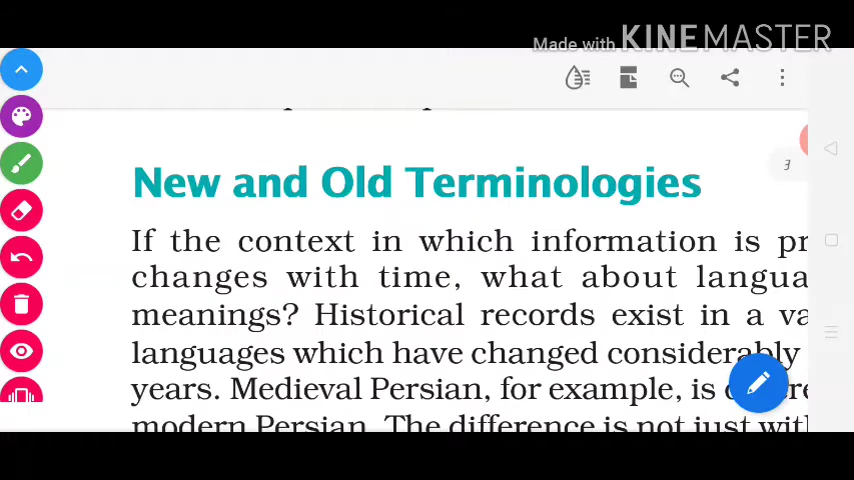 Made with KINEMASTER
3
New and Old Terminologies
If the context in which information is
changes with time, what about
meanings? Historical records exist in a
languages which have changed considerably
years. Medieval Persian, for example, is
modern Persian. The difference is not just